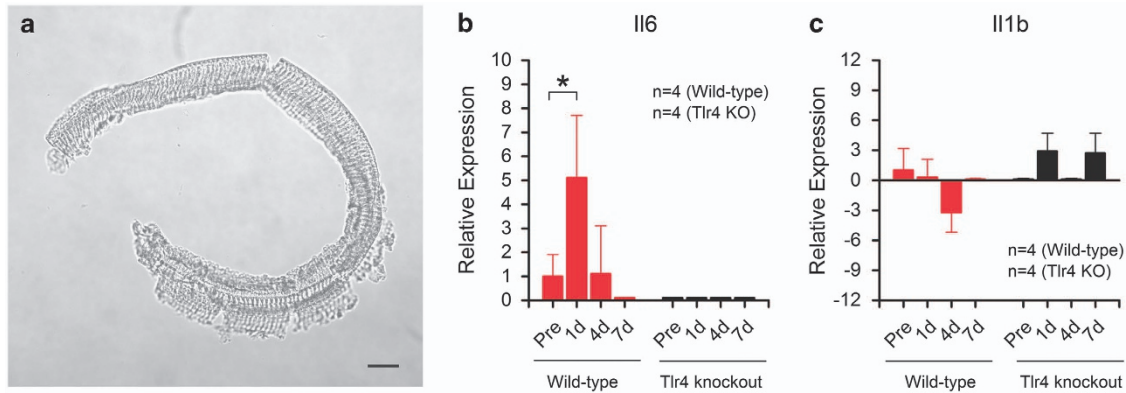 a
b
Il6
10
9
8
7
6
5
4
3
2
1
0
Relative Expression
*
n=4 (Wild-type)
n=4 (Tlr4 KO)
Pre 1d 4d 7d Pre 1d 4d 7d
Wild-type Tlr4 knockout
c
Il1b
12
9
6
3
0
-3
-6
-9
-12
Relative Expression
n=4 (Wild-type)
n=4 (Tlr4 KO)
Pre 1d 4d 7d Pre 1d 4d 7d
Wild-type Tlr4 knockout